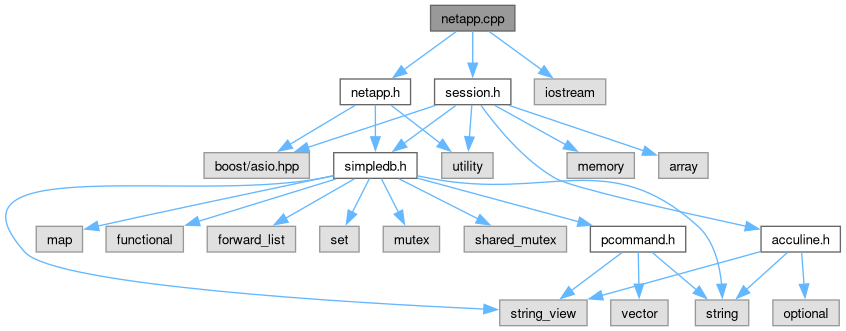 netapp.cpp
netapp.h
session.h
iostream
boost/asio.hpp
simpledb.h
utility
memory
array
map
functional
forward_list
set
mutex
shared_mutex
pcommand.h
acculine.h
string_view
vector
string
optional